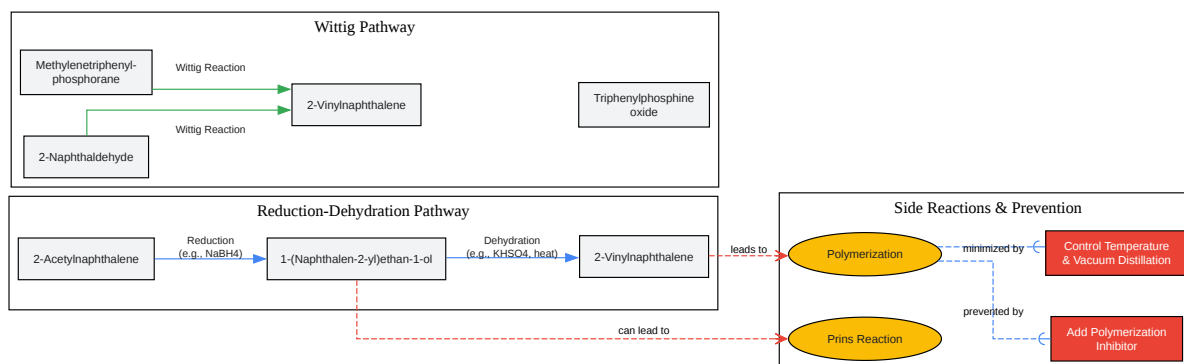 Wittig Pathway
Methylenetriphenyl-
phosphorane
Wittig Reaction
2-Vinylnaphthalene
Triphenylphosphine
oxide
Wittig Reaction
2-Naphthaldehyde
Reduction-Dehydration Pathway
2-Acetylnaphthalene
Reduction
(e.g., NaBH4)
1-(Naphthalen-2-yl)ethan-1-ol
Dehydration
(e.g., KHSO4, heat)
2-Vinylnaphthalene
leads to
can lead to
Side Reactions & Prevention
Polymerization
minimized by
Control Temperature
& Vacuum Distillation
prevented by
Prins Reaction
Add Polymerization
Inhibitor